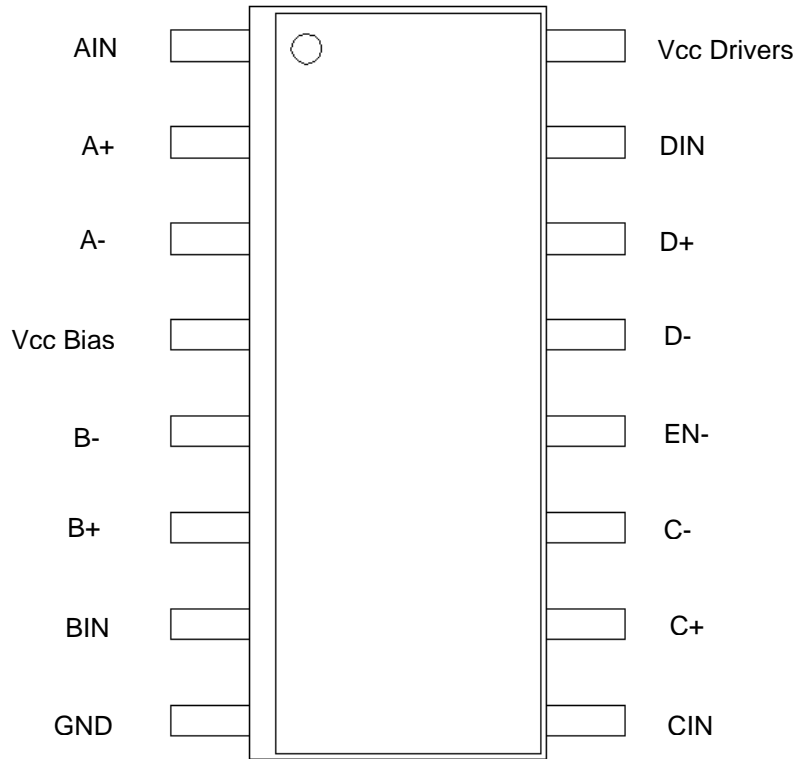 AIN
Vcc Drivers
A+
DIN
A-
D+
Vcc Bias
D-
B-
EN-
B+
C-
BIN
C+
GND
CIN